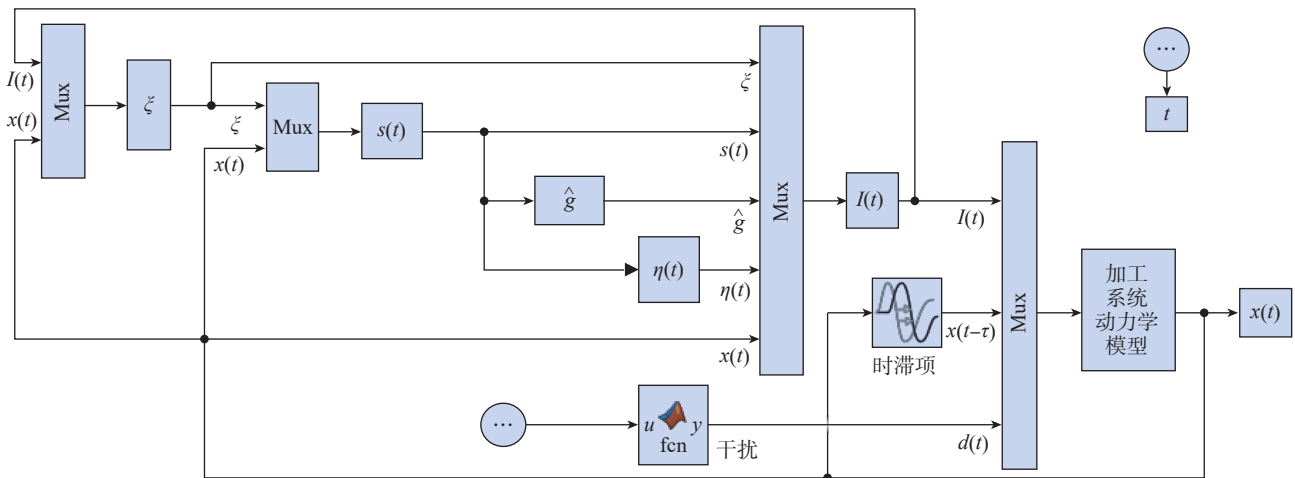 I(t)
x(t)
Mux
ξ
ξ
x(t)
Mux
s(t)
ĝ
η(t)
ξ
s(t)
ĝ
η(t)
x(t)
Mux
I(t)
I(t)
x(t−τ)
时滞项
...
u y
fcn
干扰
d(t)
Mux
加工
系统
动力学
模型
x(t)
...
t